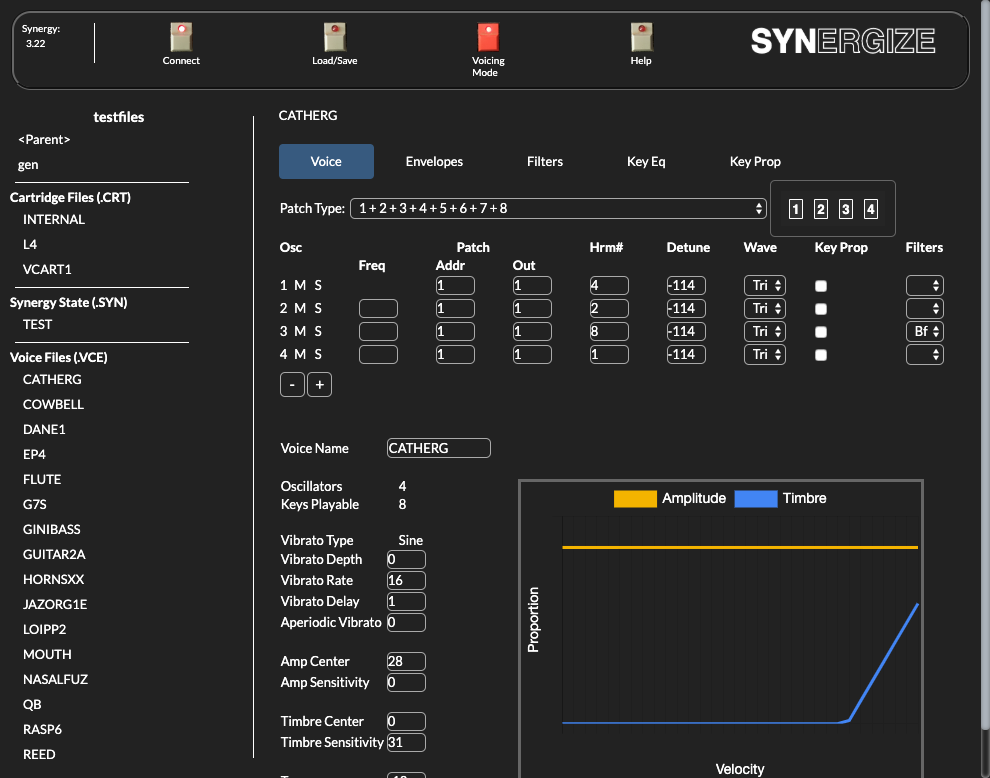 Synergy:
3.22
Connect
Load/Save
Voicing
Mode
Help
SYNERGIZE
testfiles
<Parent>
gen
Cartridge Files (.CRT)
INTERNAL
L4
VCART1
Synergy State (.SYN)
TEST
Voice Files (.VCE)
CATHERG
COWBELL
DANE1
EP4
FLUTE
G7S
GINIBASS
GUITAR2A
HORNSXX
JAZORG1E
LOIPP2
MOUTH
NASALFUZ
QB
RASP6
REED
CATHERG
Voice Envelopes Filters Key Eq Key Prop
Patch Type: 1+2+3+4+5+6+7+8 1 2 3 4
Osc Patch Hrm# Detune Wave Key Prop Filters
Freq Addr Out
1 M S 1 1 4 -114 Tri
2 M S 1 1 2 -114 Tri
3 M S 1 1 8 -114 Tri Bf
4 M S 1 1 1 -114 Tri
- +
Voice Name CATHERG
Oscillators 4
Keys Playable 8
Vibrato Type Sine
Vibrato Depth 0
Vibrato Rate 16
Vibrato Delay 1
Aperiodic Vibrato 0
Amp Center 28
Amp Sensitivity 0
Timbre Center 0
Timbre Sensitivity 31
Amplitude Timbre
Proportion
Velocity